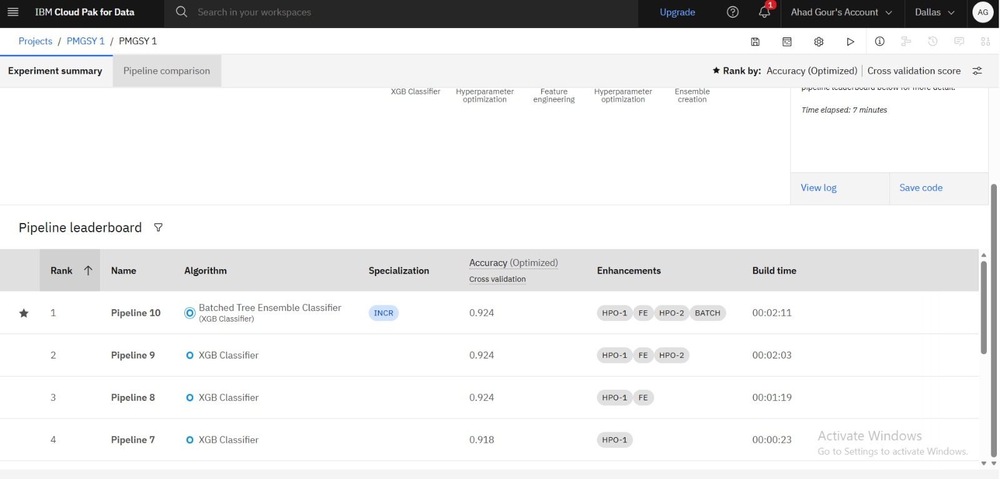 IBM Cloud Pak for Data
Search in your workspaces
Upgrade
1
Ahad Gour's Account
Dallas
AG
Projects / PMGSY 1 / PMGSY 1
Experiment summary
Pipeline comparison
Rank by: Accuracy (Optimized) | Cross validation score
XGB Classifier
Hyperparameter
optimization
Feature
engineering
Hyperparameter
optimization
Ensemble
creation
pipeline leaderboard below for more detail.
Time elapsed: 7 minutes
View log
Save code
Pipeline leaderboard
Rank
Name
Algorithm
Specialization
Accuracy (Optimized)
Cross validation
Enhancements
Build time
1
Pipeline 10
Batched Tree Ensemble Classifier
(XGB Classifier)
INCR
0.924
HPO-1 FE HPO-2 BATCH
00:02:11
2
Pipeline 9
XGB Classifier
0.924
HPO-1 FE HPO-2
00:02:03
3
Pipeline 8
XGB Classifier
0.924
HPO-1 FE
00:01:19
4
Pipeline 7
XGB Classifier
0.918
HPO-1
00:00:23
Activate Windows
Go to Settings to activate Windows.